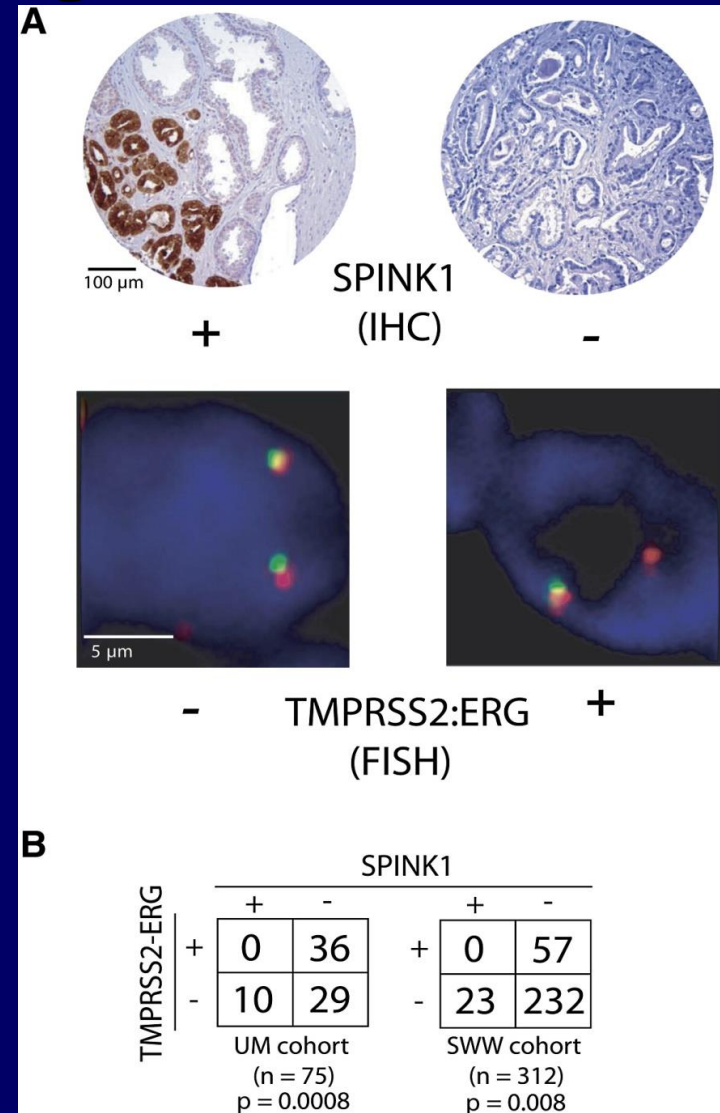 A
100 µm
SPINK1
(IHC)
+ -
5 µm
- TMPRSS2:ERG +
(FISH)
B
SPINK1
TMPRSS2-ERG
+ - + -
+ 0 36 + 0 57
- 10 29 - 23 232
UM cohort SWW cohort
(n = 75) (n = 312)
p = 0.0008 p = 0.008